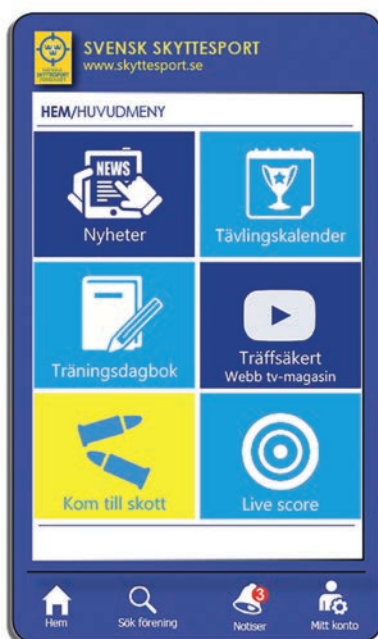 SVENSK SKYTTESPORT
www.skyttesport.se
HEM/HUVUDMENY
NEWS
Nyheter
Tävlingskalender
Träningsdagbok
Träffsäkert
Webb tv-magasin
Kom till skott
Live score
3
Hem
Sök förening
Notiser
Mitt konto